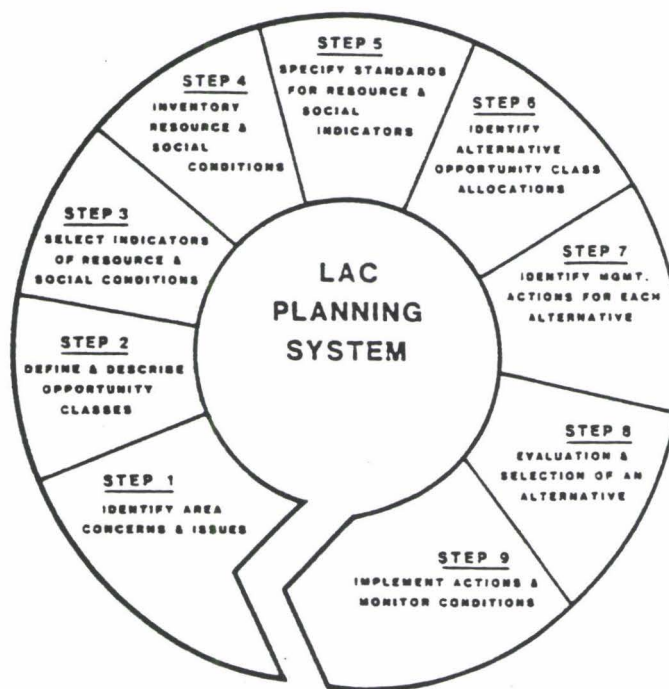 LAC
PLANNING
SYSTEM
STEP 1
IDENTIFY AREA
CONCERNS & ISSUES
STEP 2
DEFINE & DESCRIBE
OPPORTUNITY
CLASSES
STEP 3
SELECT INDICATORS
OF RESOURCE &
SOCIAL CONDITIONS
STEP 4
INVENTORY
RESOURCE &
SOCIAL
CONDITIONS
STEP 5
SPECIFY STANDARDS
FOR RESOURCE &
SOCIAL
INDICATORS
STEP 6
IDENTIFY
ALTERNATIVE
OPPORTUNITY CLASS
ALLOCATIONS
STEP 7
IDENTIFY MGMT.
ACTIONS FOR EACH
ALTERNATIVE
STEP 8
EVALUATION &
SELECTION OF AN
ALTERNATIVE
STEP 9
IMPLEMENT ACTIONS &
MONITOR CONDITIONS